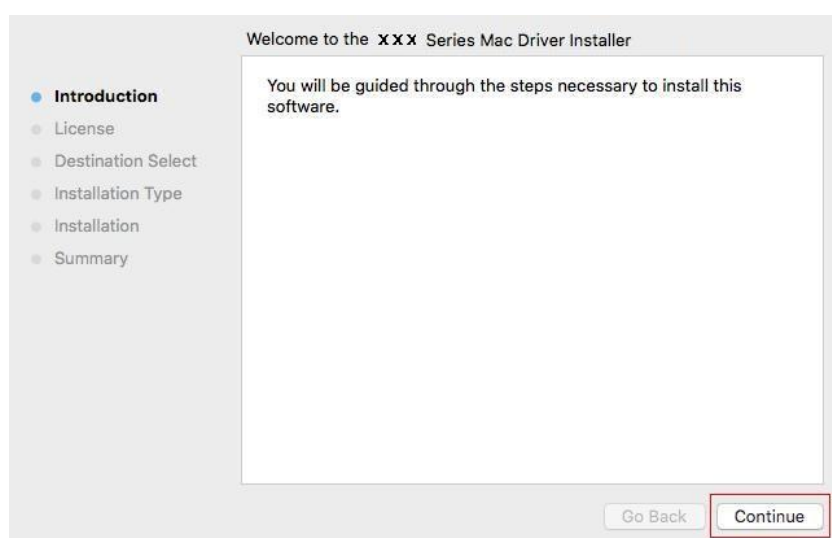 Welcome to the XXX Series Mac Driver Installer
Introduction
License
Destination Select
Installation Type
Installation
Summary
You will be guided through the steps necessary to install this
software.
Go Back
Continue